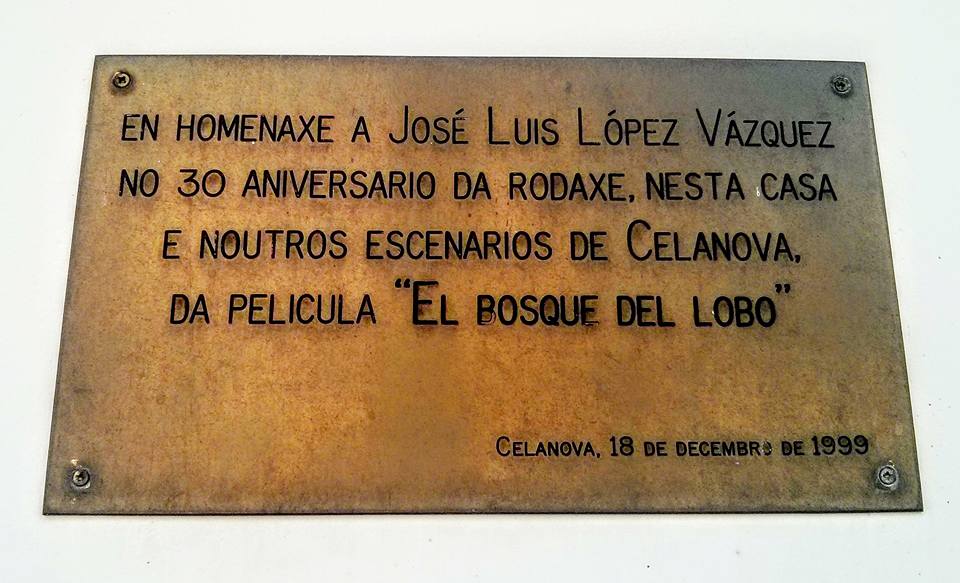 EN HOMENAXE A JOSÉ LUIS LÓPEZ VÁZQUEZ
NO 30 ANIVERSARIO DA RODAXE, NESTA CASA
E NOUTROS ESCENARIOS DE CELANOVA,
DA PELICULA “EL BOSQUE DEL LOBO”
CELANOVA, 18 DE DECEMBRO DE 1999